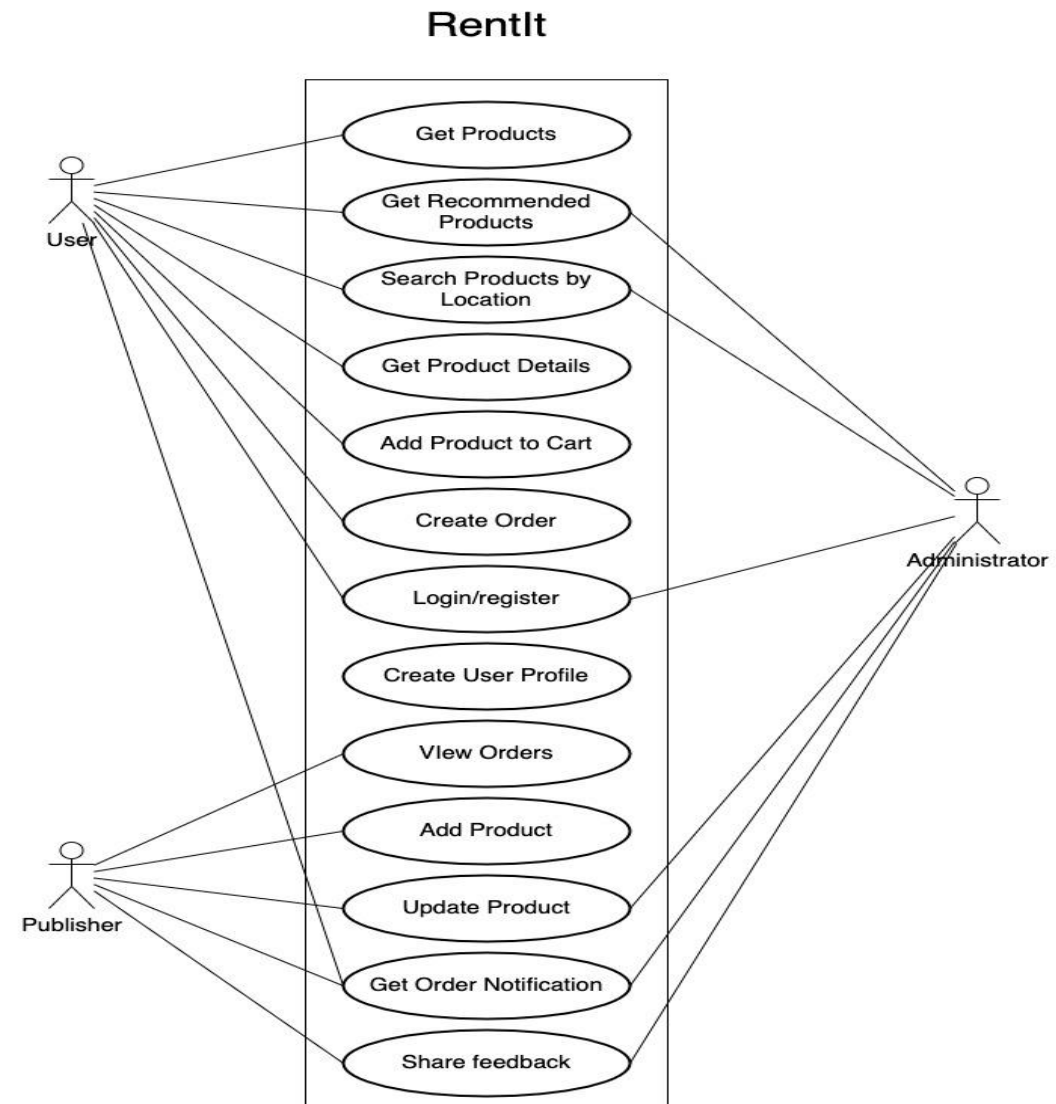 RentIt
Get Products
User
Get Recommended
Products
Search Products by
Location
Get Product Details
Add Product to Cart
Create Order
Administrator
Login/register
Create User Profile
VIew Orders
Add Product
Publisher
Update Product
Get Order Notification
Share feedback